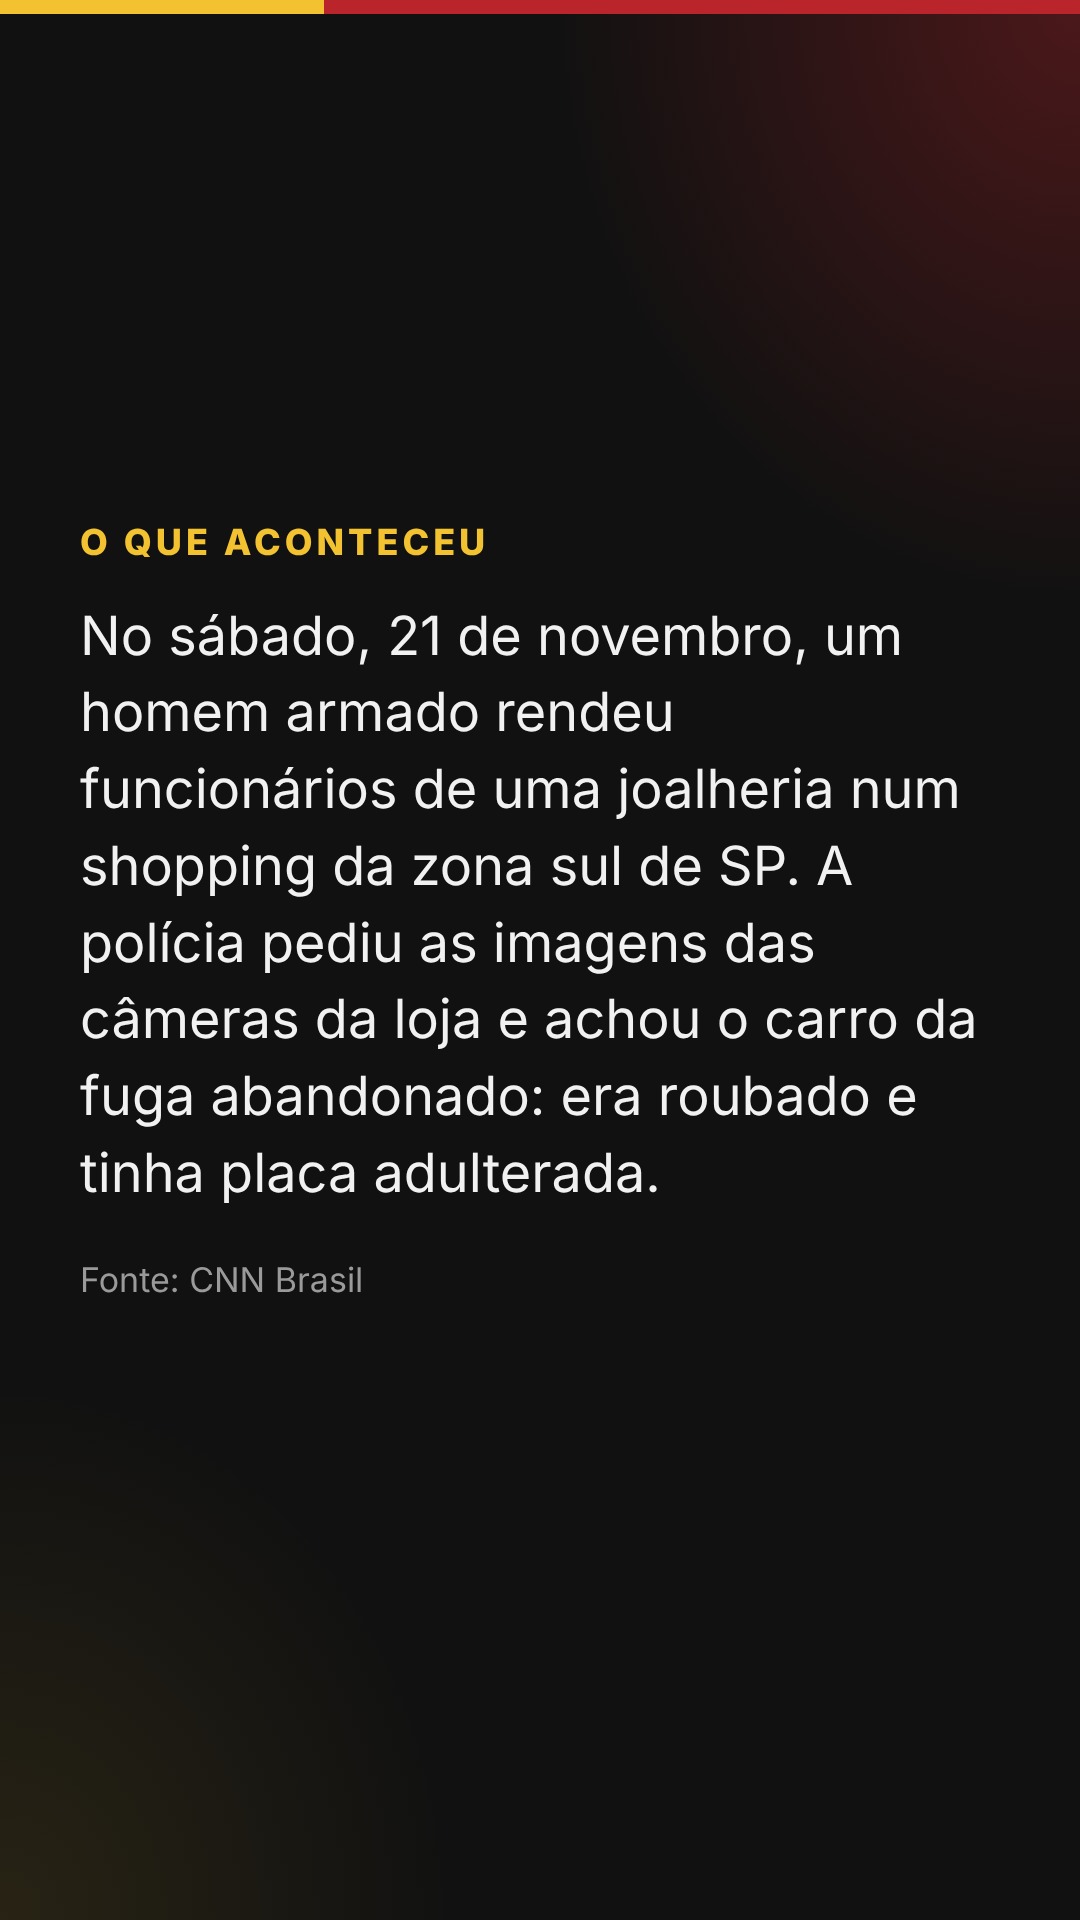 O QUE ACONTECEU
No sábado, 21 de novembro, um
homem armado rendeu
funcionários de uma joalheria num
shopping da zona sul de SP. A
polícia pediu as imagens das
câmeras da loja e achou o carro da
fuga abandonado: era roubado e
tinha placa adulterada.
Fonte: CNN Brasil